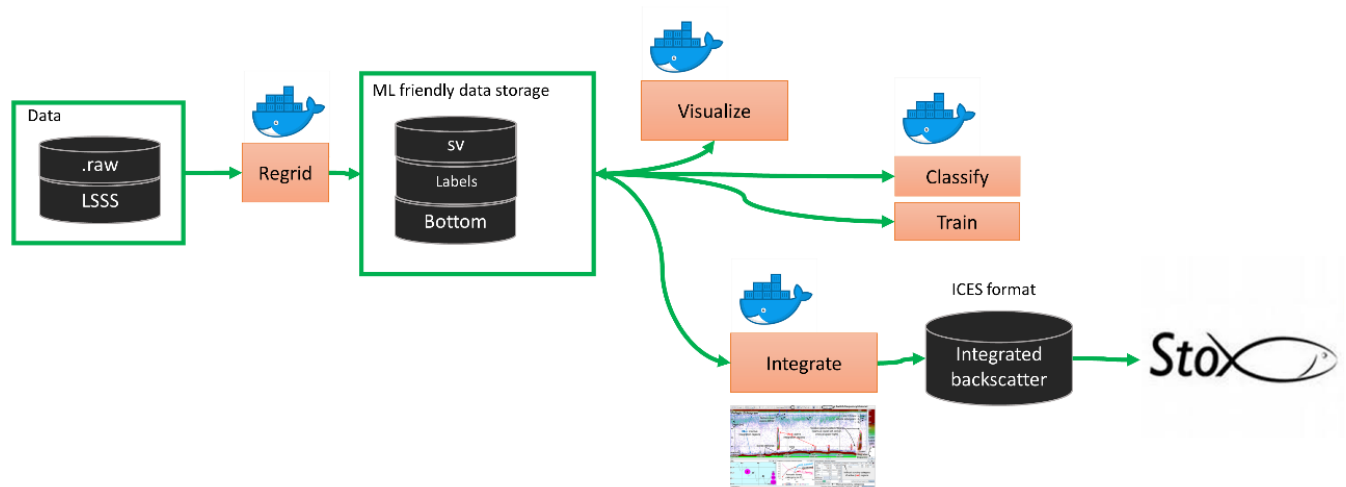 Data
.raw
LSSS
Regrid
ML friendly data storage
sv
Labels
Bottom
Visualize
Classify
Train
Integrate
ICES format
Integrated
backscatter
StoX